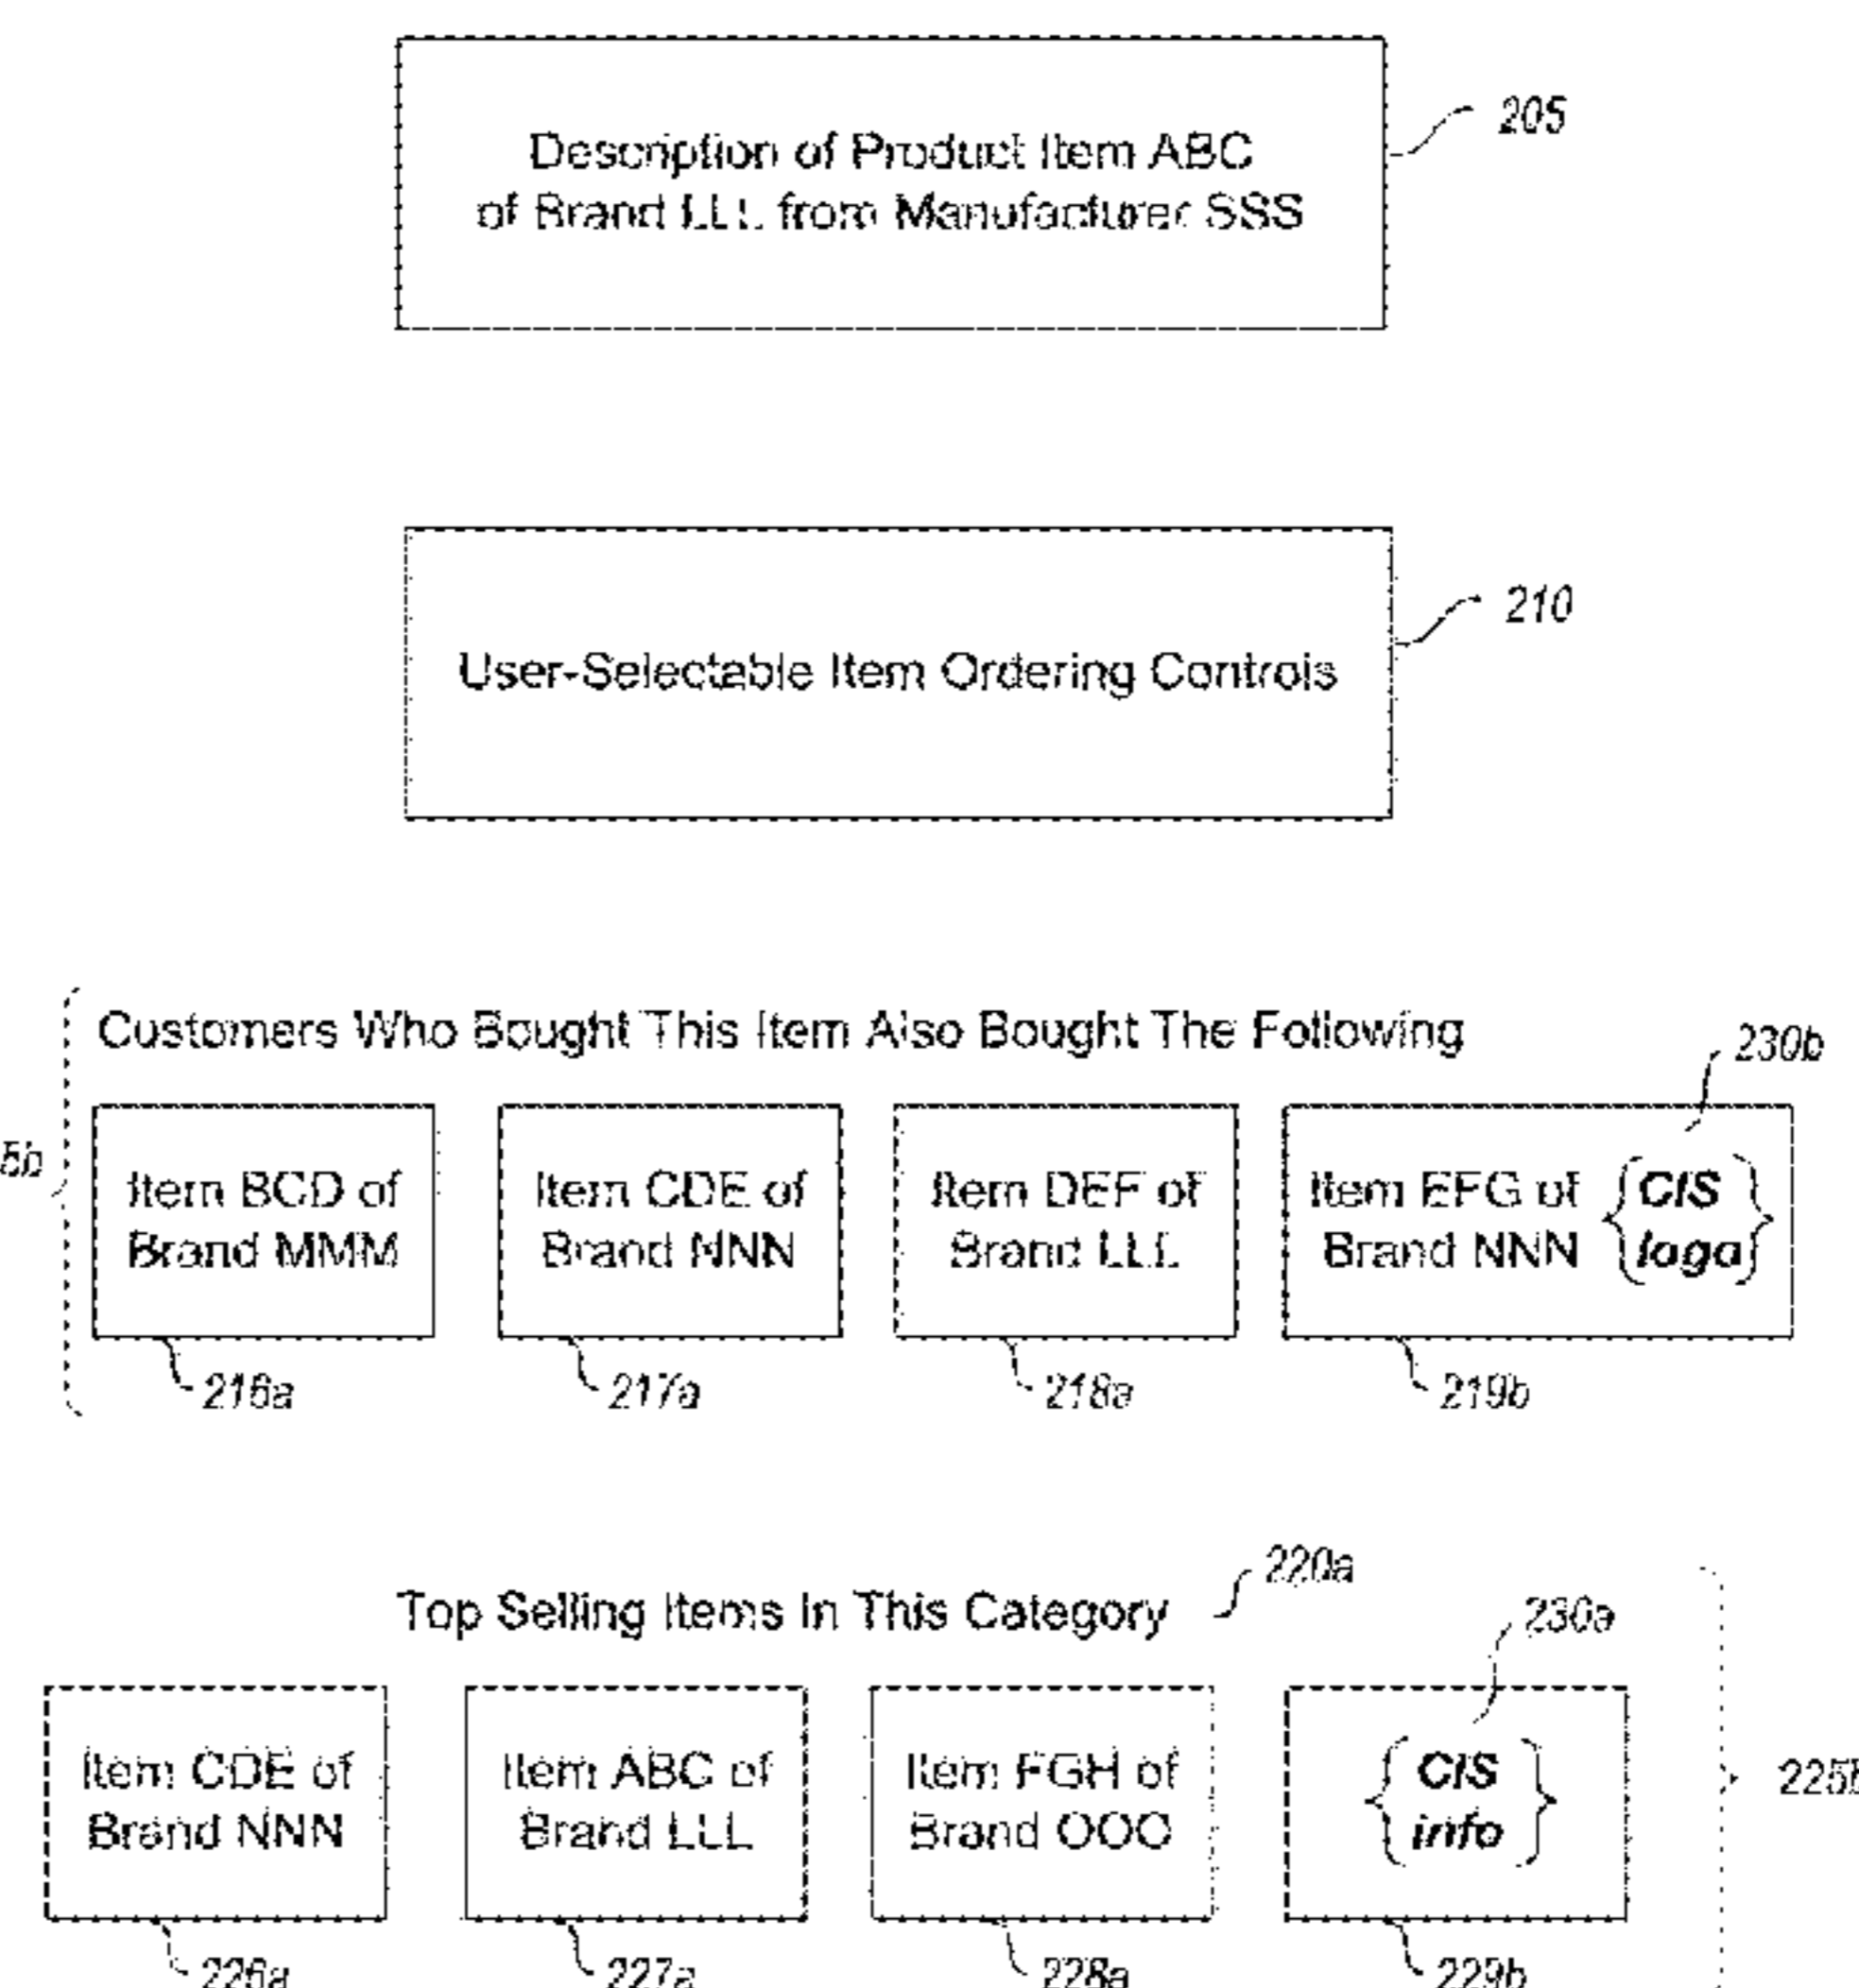 Description of Product Item ABC
of Brand LLL from Manufacturer SSS
205
User-Selectable Item Ordering Controls
210
Customers Who Bought This Item Also Bought The Following
230b
5b
Item BCD of
Brand MMM
Item CDE of
Brand NNN
Item DEF of
Brand LLL
Item EFG of
Brand NNN
{CIS
logo}
216a
217a
218a
219b
Top Selling Items In This Category
220a
230a
Item CDE of
Brand NNN
Item ABC of
Brand LLL
Item FGH of
Brand OOO
{CIS
info}
225b
226a
227a
228a
229b